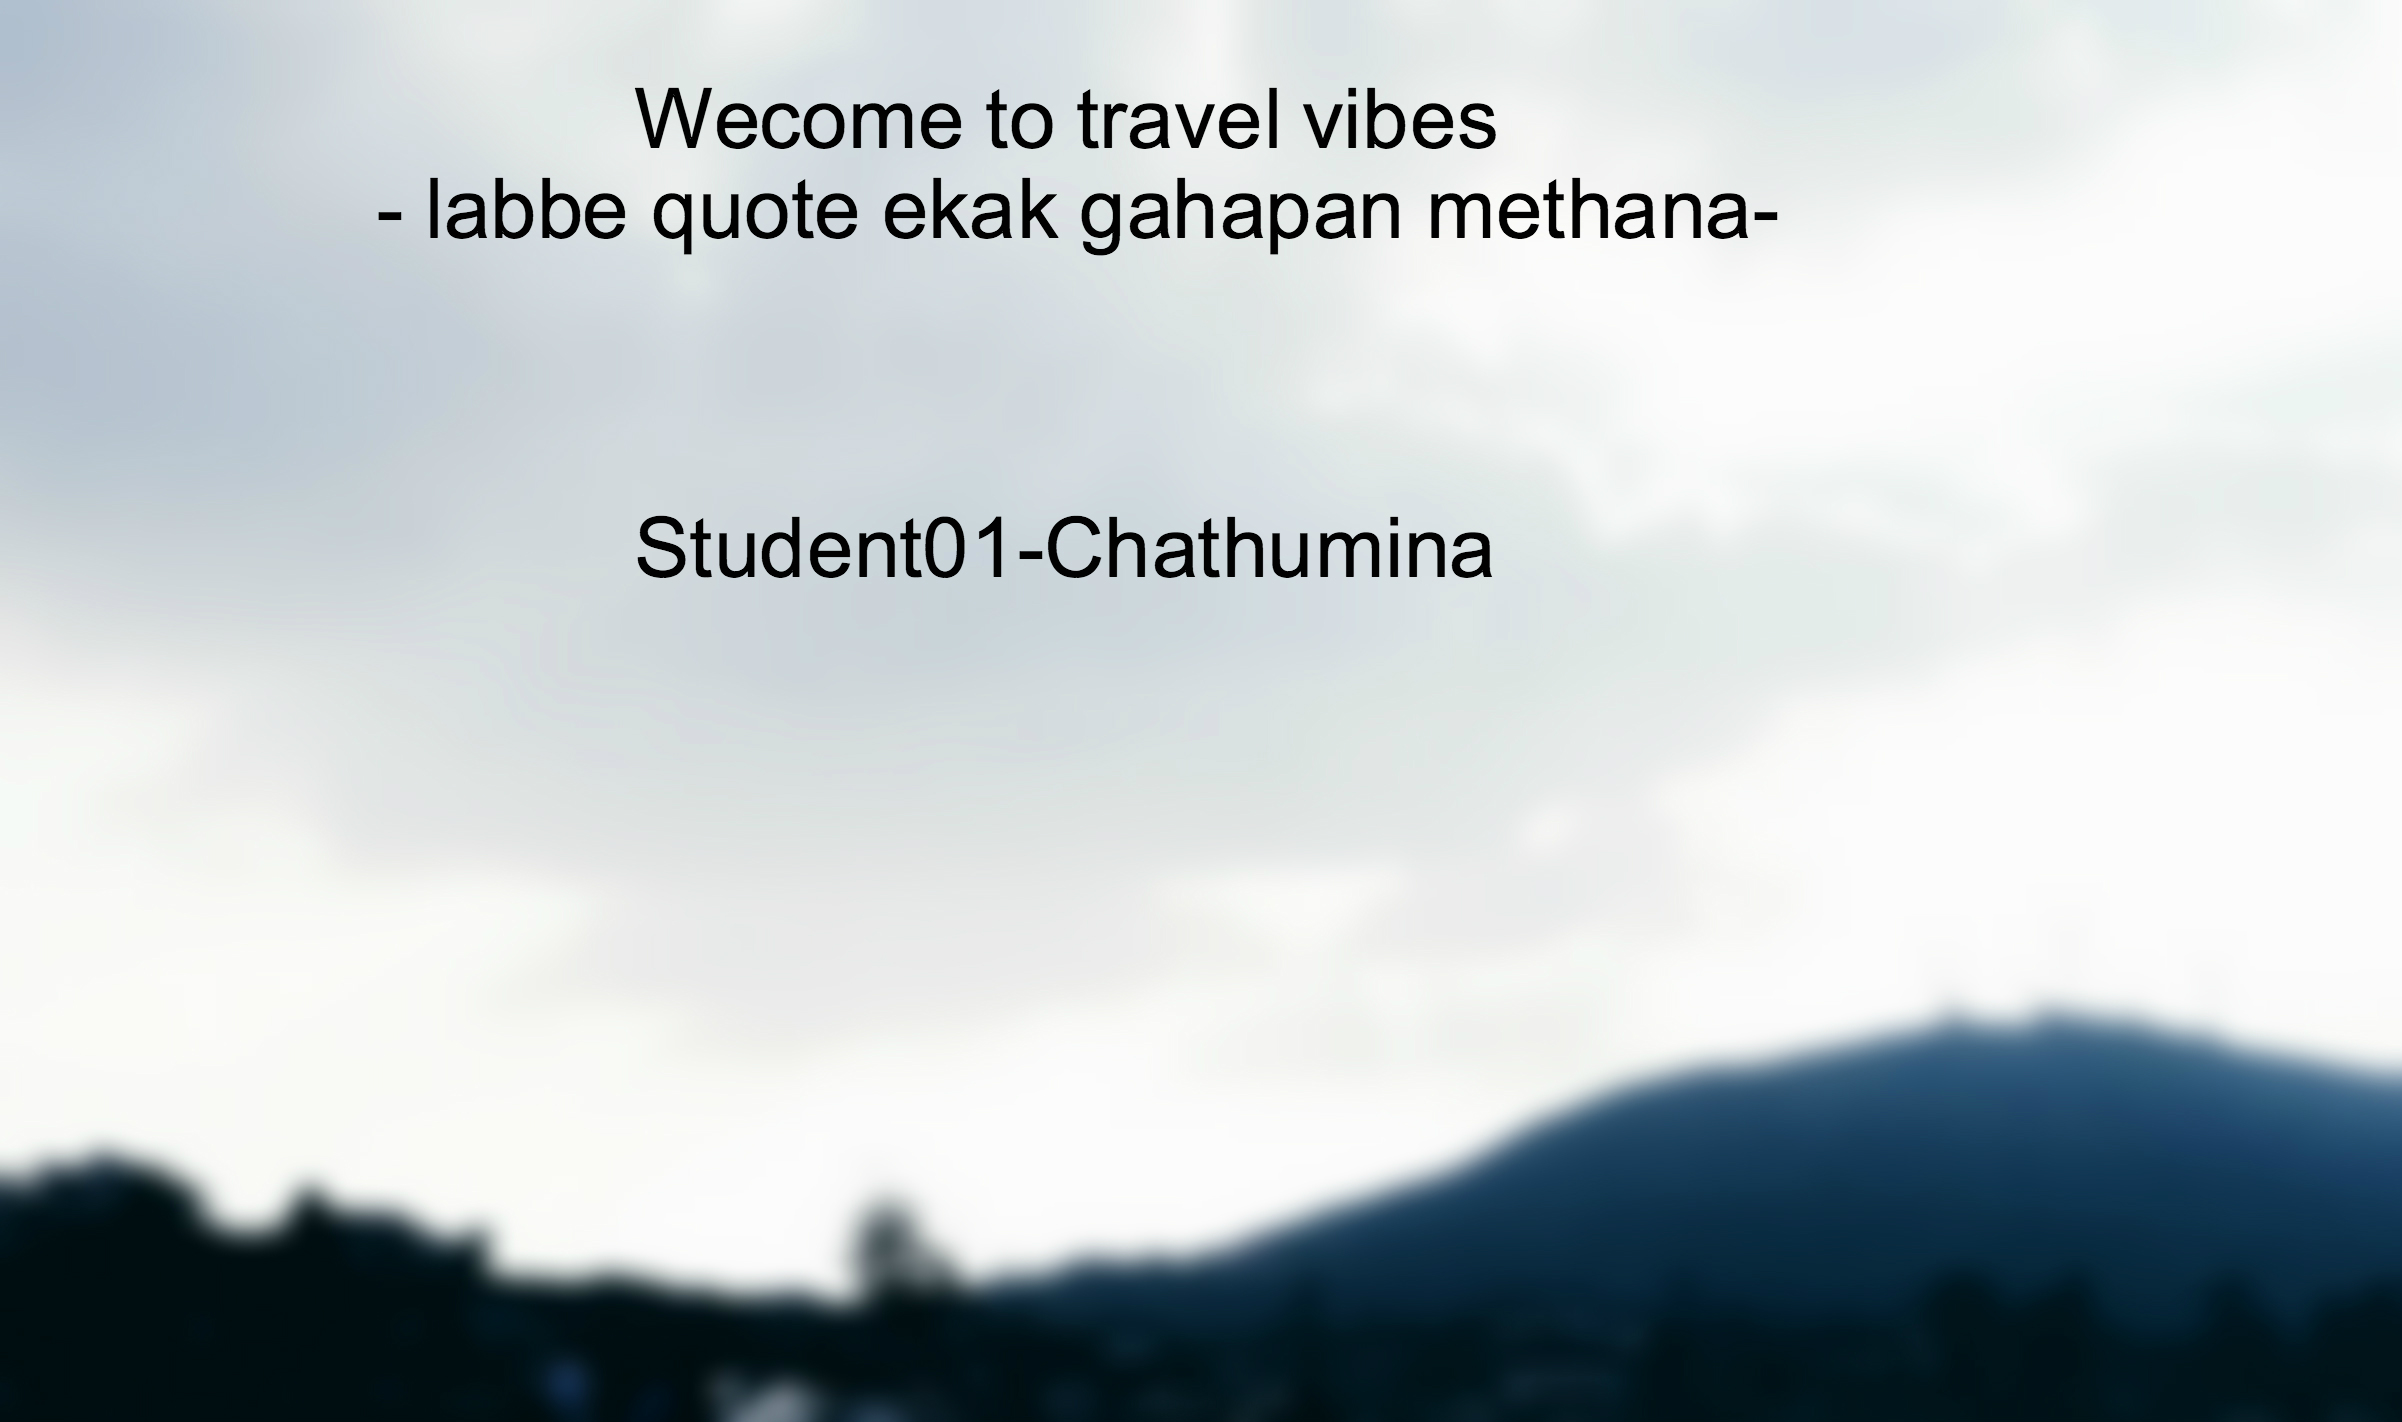 Wecome to travel vibes
- labbe quote ekak gahapan methana-
Student01-Chathumina